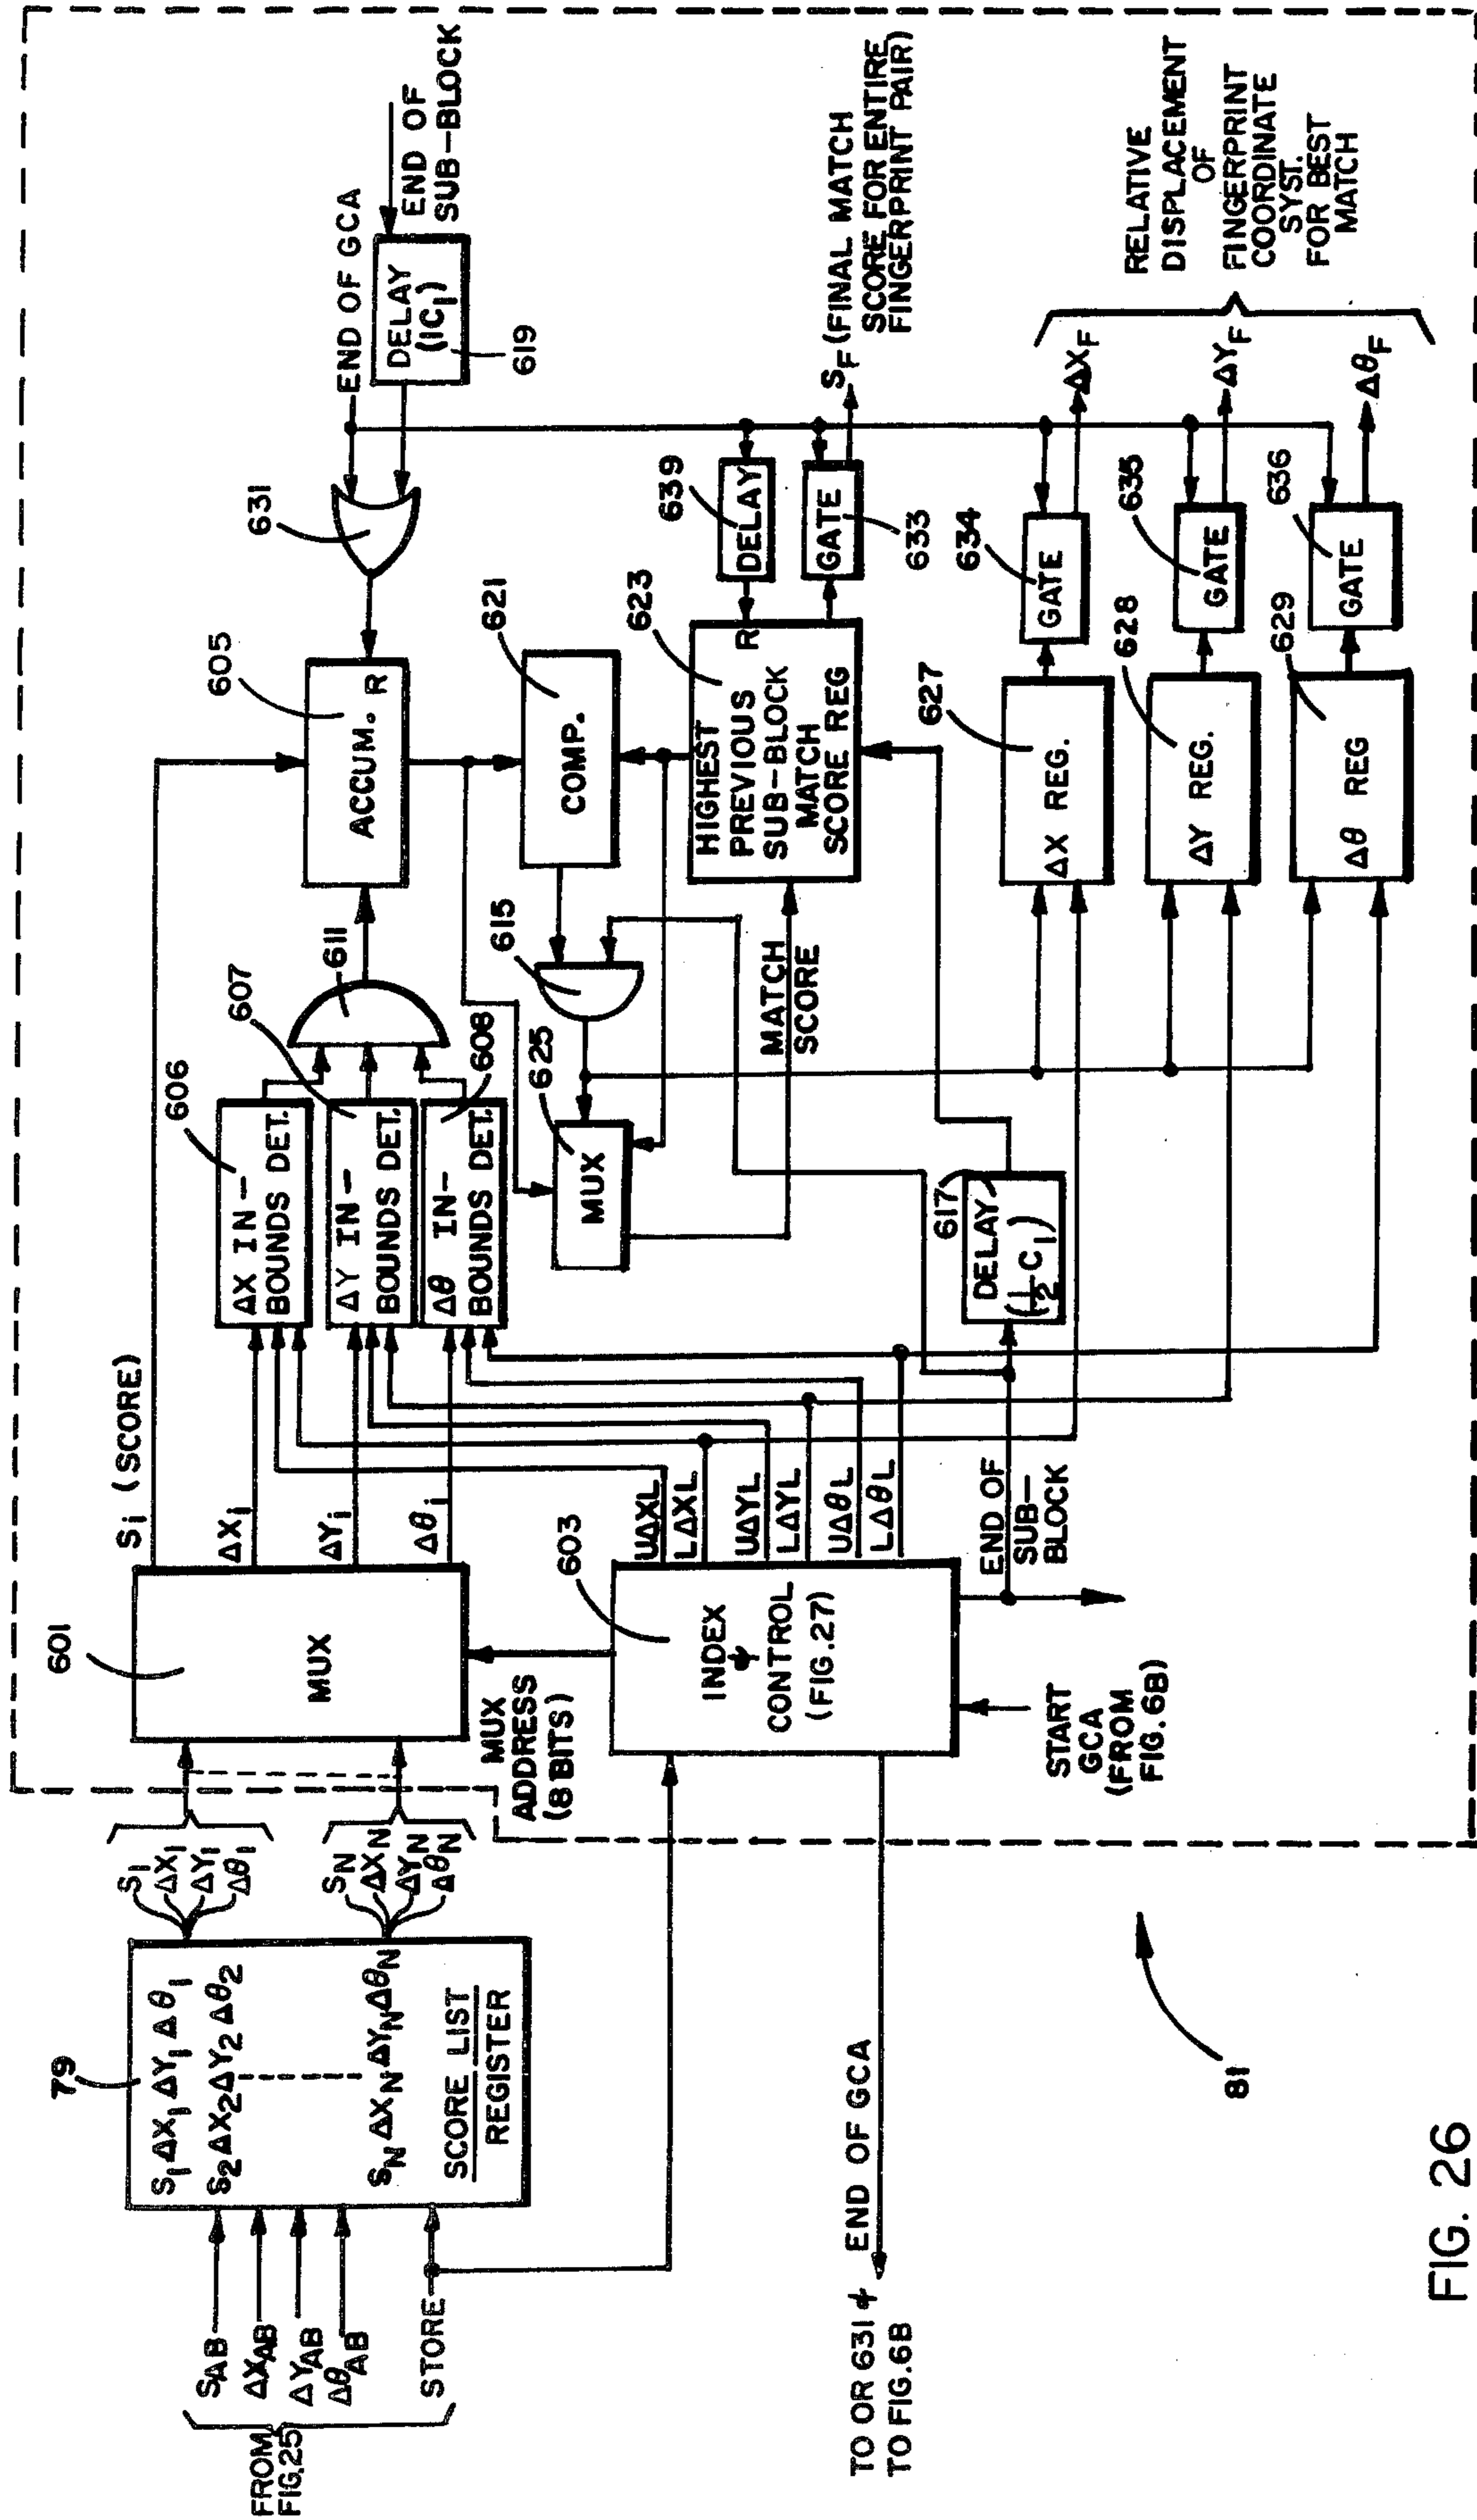 FROM
FIG.25
SAB
ΔXAB
ΔYAB
ΔθAB
STORE
79
S1 ΔX1 ΔY1 Δθ1
S2 ΔX2 ΔY2 Δθ2
SN ΔXN ΔYN ΔθN
SCORE LIST
REGISTER
S1
ΔX1
ΔY1
Δθ1
SN
ΔXN
ΔYN
ΔθN
TO OR 631 &
TO FIG.6B
END OF GCA
81
601
MUX
MUX
ADDRESS
(8 BITS)
603
INDEX
&
CONTROL
(FIG.27)
START
GCA
(FROM
FIG.6B)
Si (SCORE)
ΔXi
ΔYi
Δθi
UΔXL
LΔXL
UΔYL
LΔYL
UΔθL
LΔθL
END OF
SUB-
BLOCK
606
ΔX IN-
BOUNDS DET.
607
ΔY IN-
BOUNDS DET.
608
Δθ IN-
BOUNDS DET.
611
625
MUX
615
617
DELAY
(1/2 C1)
MATCH
SCORE
605
ACCUM. R
621
COMP.
623
HIGHEST
PREVIOUS R
SUB-BLOCK
MATCH
SCORE REG
627
ΔX REG.
628
ΔY REG.
629
Δθ REG
631
END OF GCA
DELAY
(1C1)
619
END OF
SUB-BLOCK
639
DELAY
GATE
633
634
GATE
635
GATE
636
GATE
SF (FINAL MATCH
SCORE FOR ENTIRE
FINGERPRINT PAIR)
ΔXF
ΔYF
ΔθF
RELATIVE
DISPLACEMENT
OF
FINGERPRINT
COORDINATE
SYST.
FOR BEST
MATCH
FIG. 26